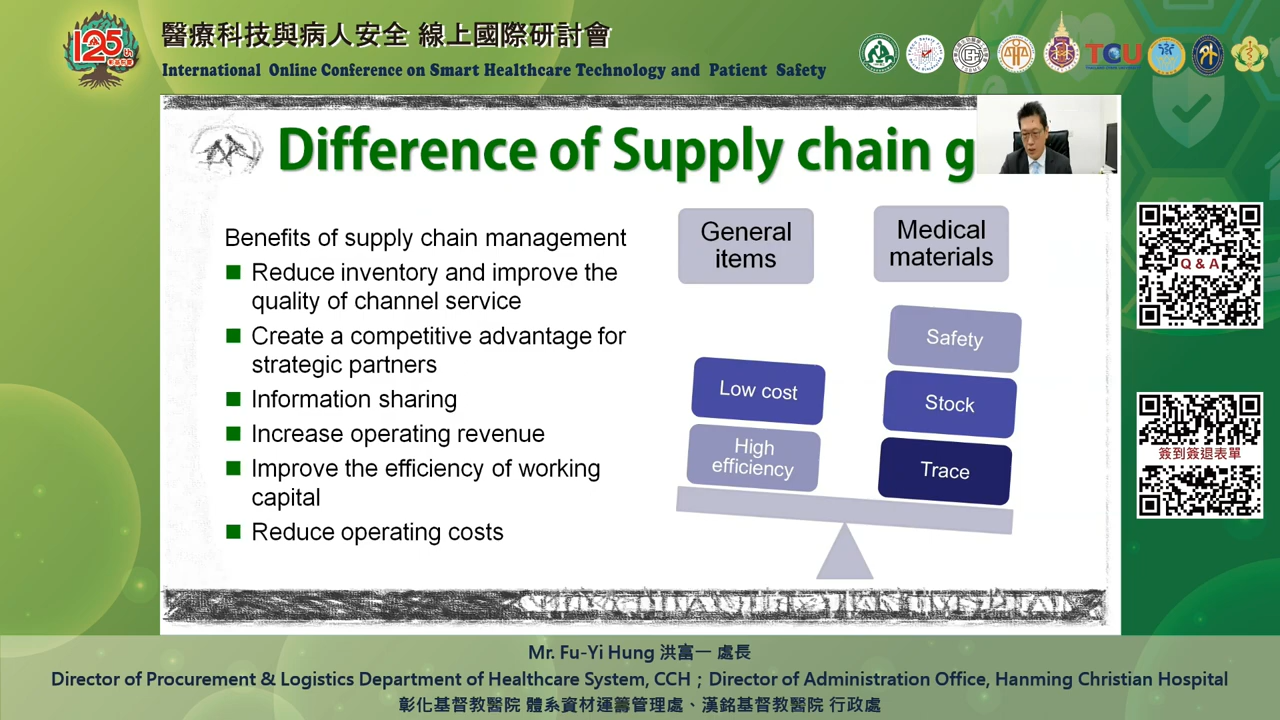 125
醫療科技與病人安全 線上國際研討會
International Online Conference on Smart Healthcare Technology and Patient Safety
TCU
Difference of Supply chain g
Benefits of supply chain management
Reduce inventory and improve the
quality of channel service
Create a competitive advantage for
strategic partners
Information sharing
Increase operating revenue
Improve the efficiency of working
capital
Reduce operating costs
General
items
Medical
materials
Low cost
High
efficiency
Safety
Stock
Trace
Q & A
簽到簽退表單
Mr. Fu-Yi Hung 洪富一 處長
Director of Procurement & Logistics Department of Healthcare System, CCH；Director of Administration Office, Hanming Christian Hospital
彰化基督教醫院 體系資材運籌管理處、漢銘基督教醫院 行政處